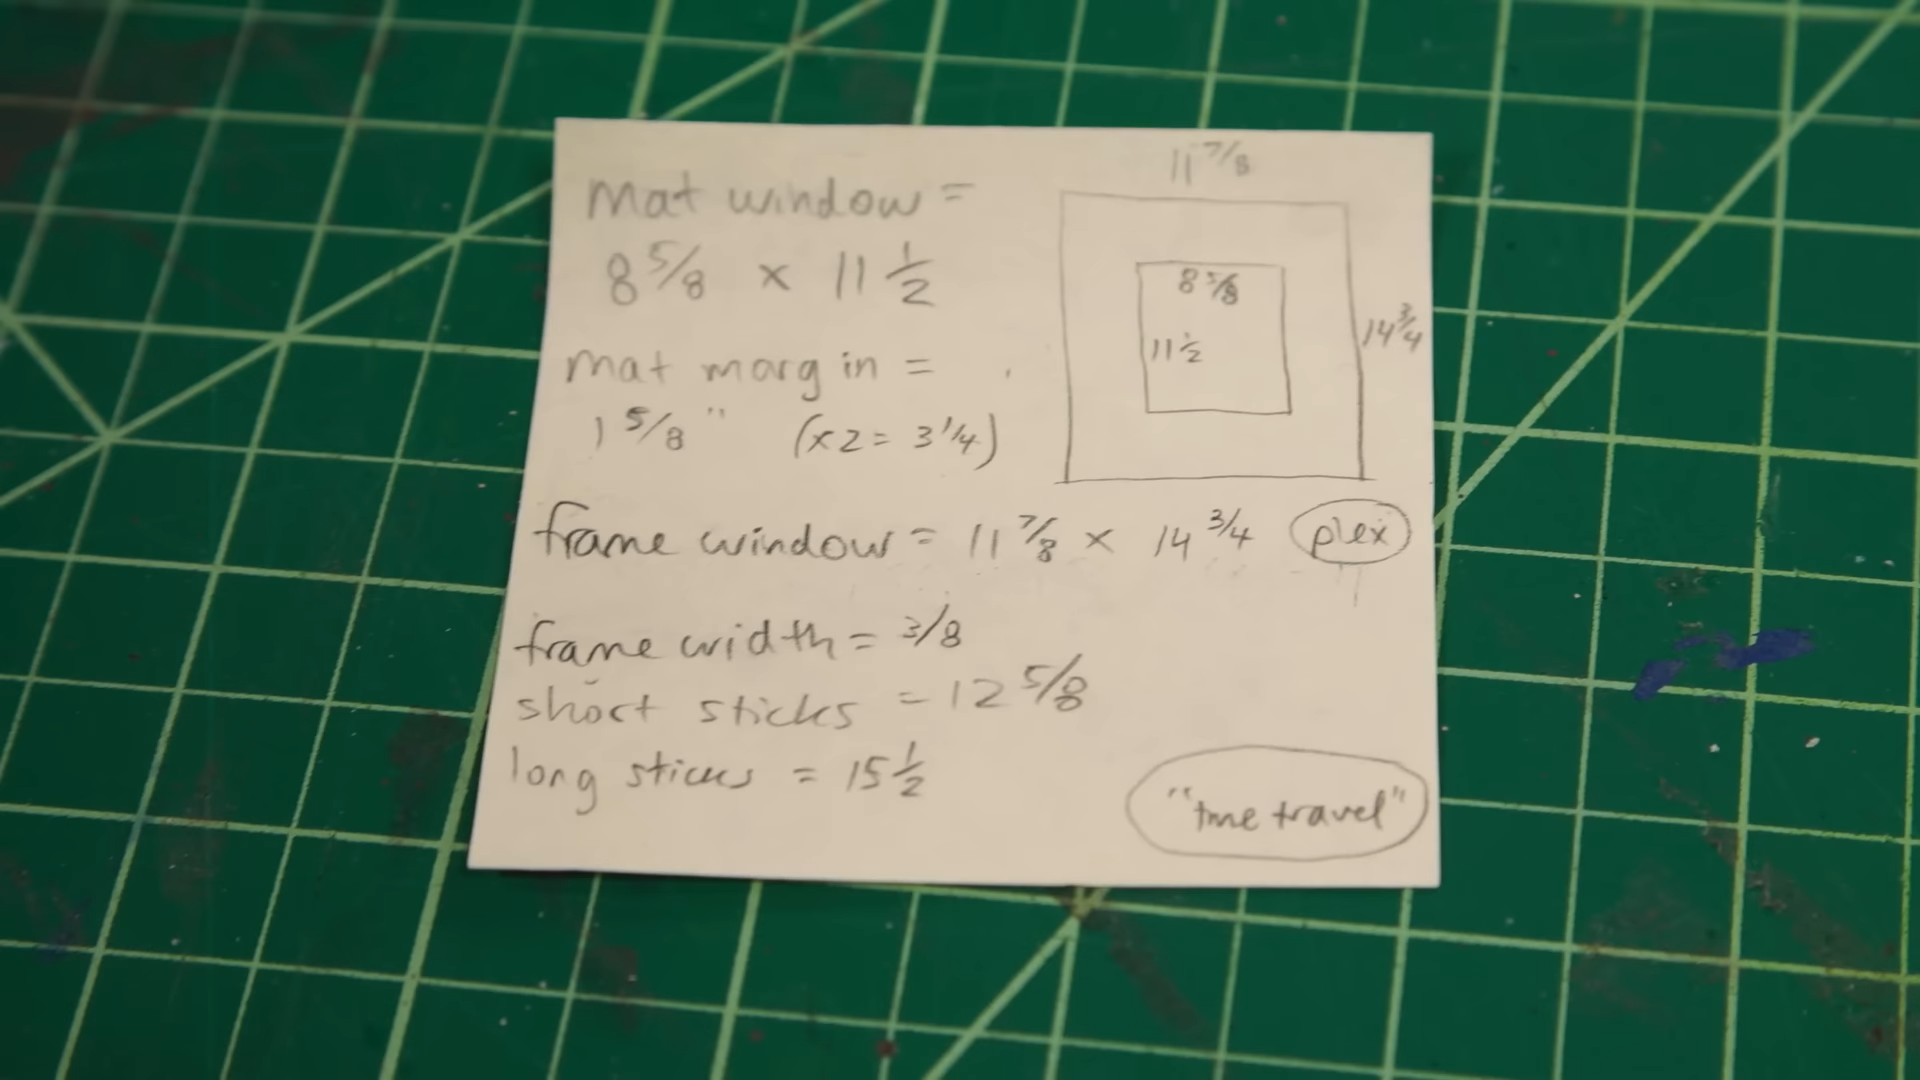 mat window =
8 5/8 x 11 1/2
mat margin =
1 5/8" (x2 = 3 1/4)
11 7/8
8 5/8
11 1/2
14 3/4
frame window = 11 7/8 x 14 3/4 plex
frame width = 3/8
short sticks = 12 5/8
long sticks = 15 1/2
"time travel"